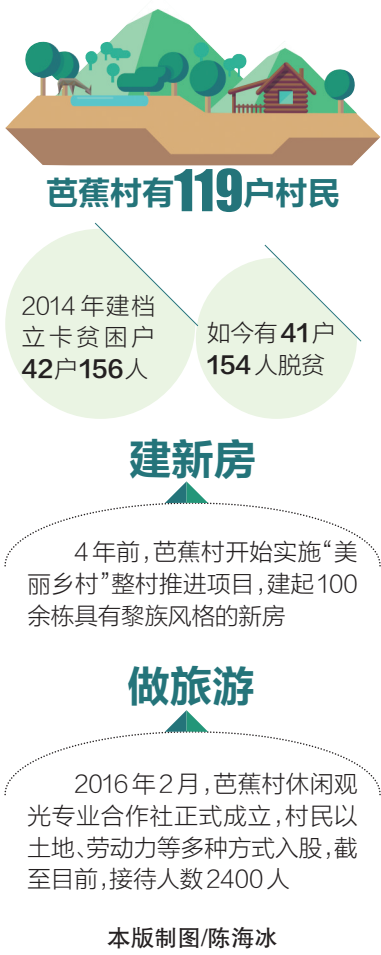 芭蕉村有119户村民
2014年建档
立卡贫困户
42户156人
如今有41户
154人脱贫
建新房
4年前,芭蕉村开始实施“美
丽乡村”整村推进项目,建起100
余栋具有黎族风格的新房
做旅游
2016年2月,芭蕉村休闲观
光专业合作社正式成立,村民以
土地、劳动力等多种方式入股,截
至目前,接待人数2400人
本版制图/陈海冰